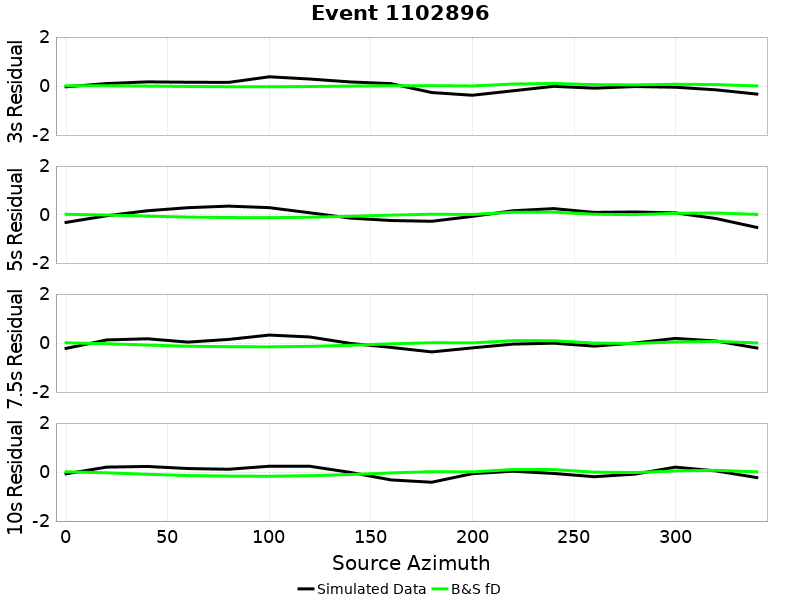 Event 1102896
3s Residual
2
0
-2
5s Residual
2
0
-2
7.5s Residual
2
0
-2
10s Residual
2
0
-2
0 50 100 150 200 250 300
Source Azimuth
Simulated Data B&S fD